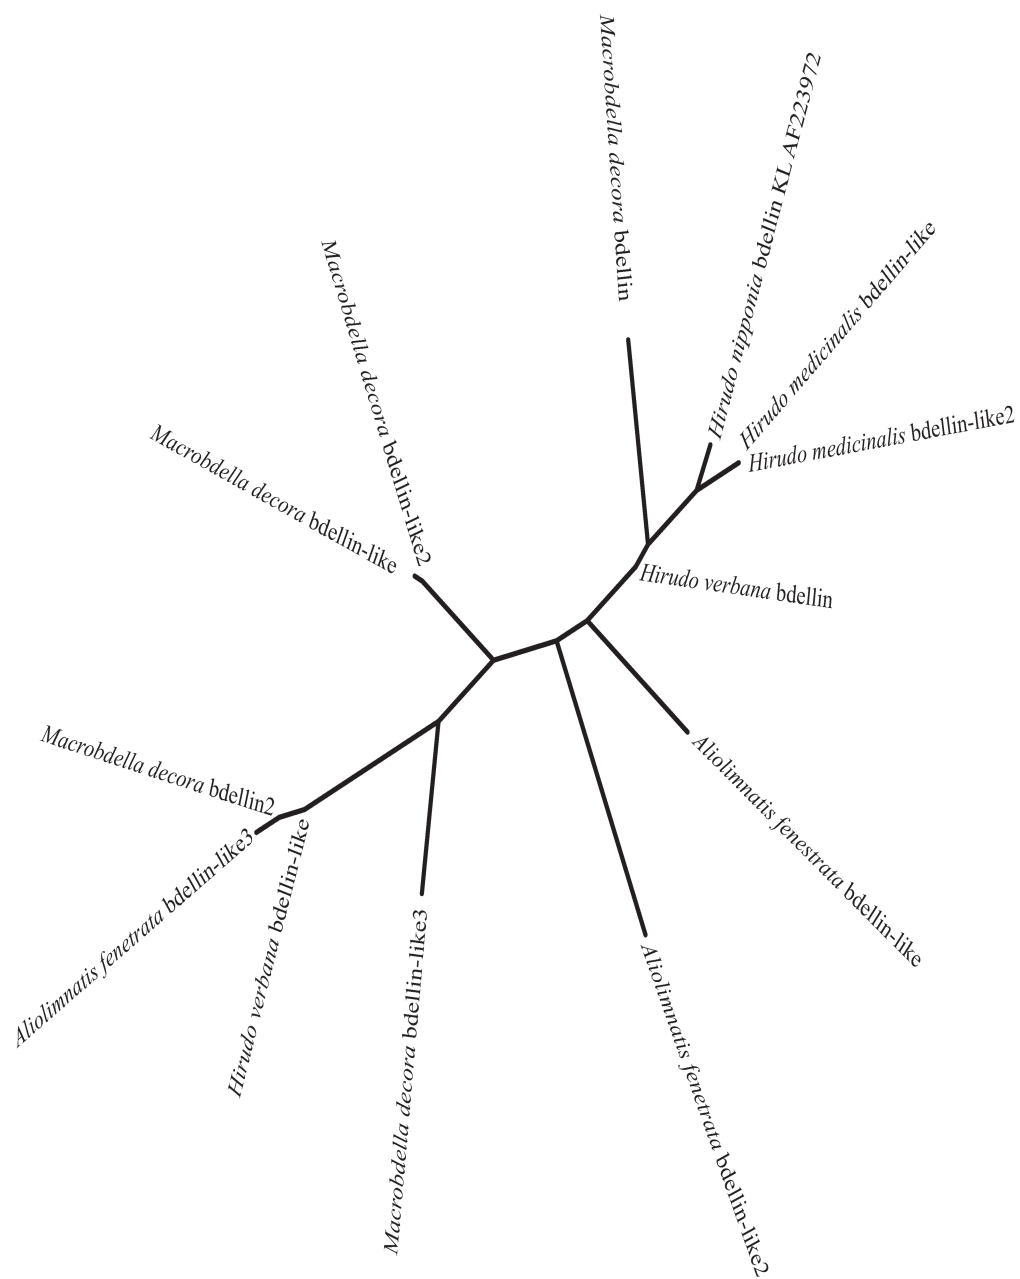 Macrobdella decora bdellin
Hirudo nipponia bdellin KL AF223972
Hirudo medicinalis bdellin-like
Macrobdella decora bdellin-like2
Hirudo medicinalis bdellin-like2
Macrobdella decora bdellin-like
Hirudo verbana bdellin
Macrobdella decora bdellin2
Aliolimnatis fenestrata bdellin-like
Aliolimnatis fenetrata bdellin-like3
Hirudo verbana bdellin-like
Macrobdella decora bdellin-like3
Aliolimnatis fenetrata bdellin-like2